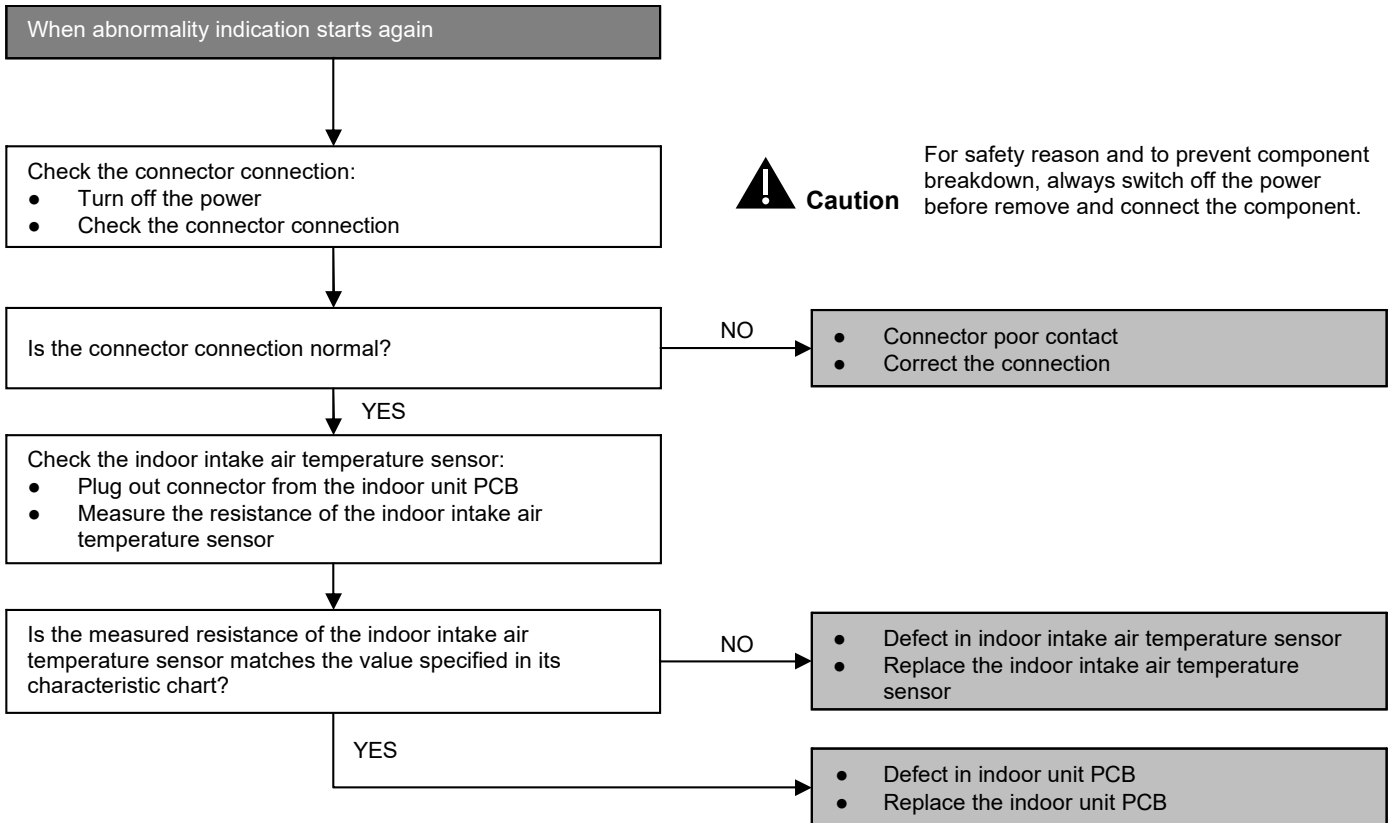 When abnormality indication starts again
Check the connector connection:
● Turn off the power
● Check the connector connection
Caution
For safety reason and to prevent component
breakdown, always switch off the power
before remove and connect the component.
Is the connector connection normal?
NO
● Connector poor contact
● Correct the connection
YES
Check the indoor intake air temperature sensor:
● Plug out connector from the indoor unit PCB
● Measure the resistance of the indoor intake air
temperature sensor
Is the measured resistance of the indoor intake air
temperature sensor matches the value specified in its
characteristic chart?
NO
● Defect in indoor intake air temperature sensor
● Replace the indoor intake air temperature
sensor
YES
● Defect in indoor unit PCB
● Replace the indoor unit PCB